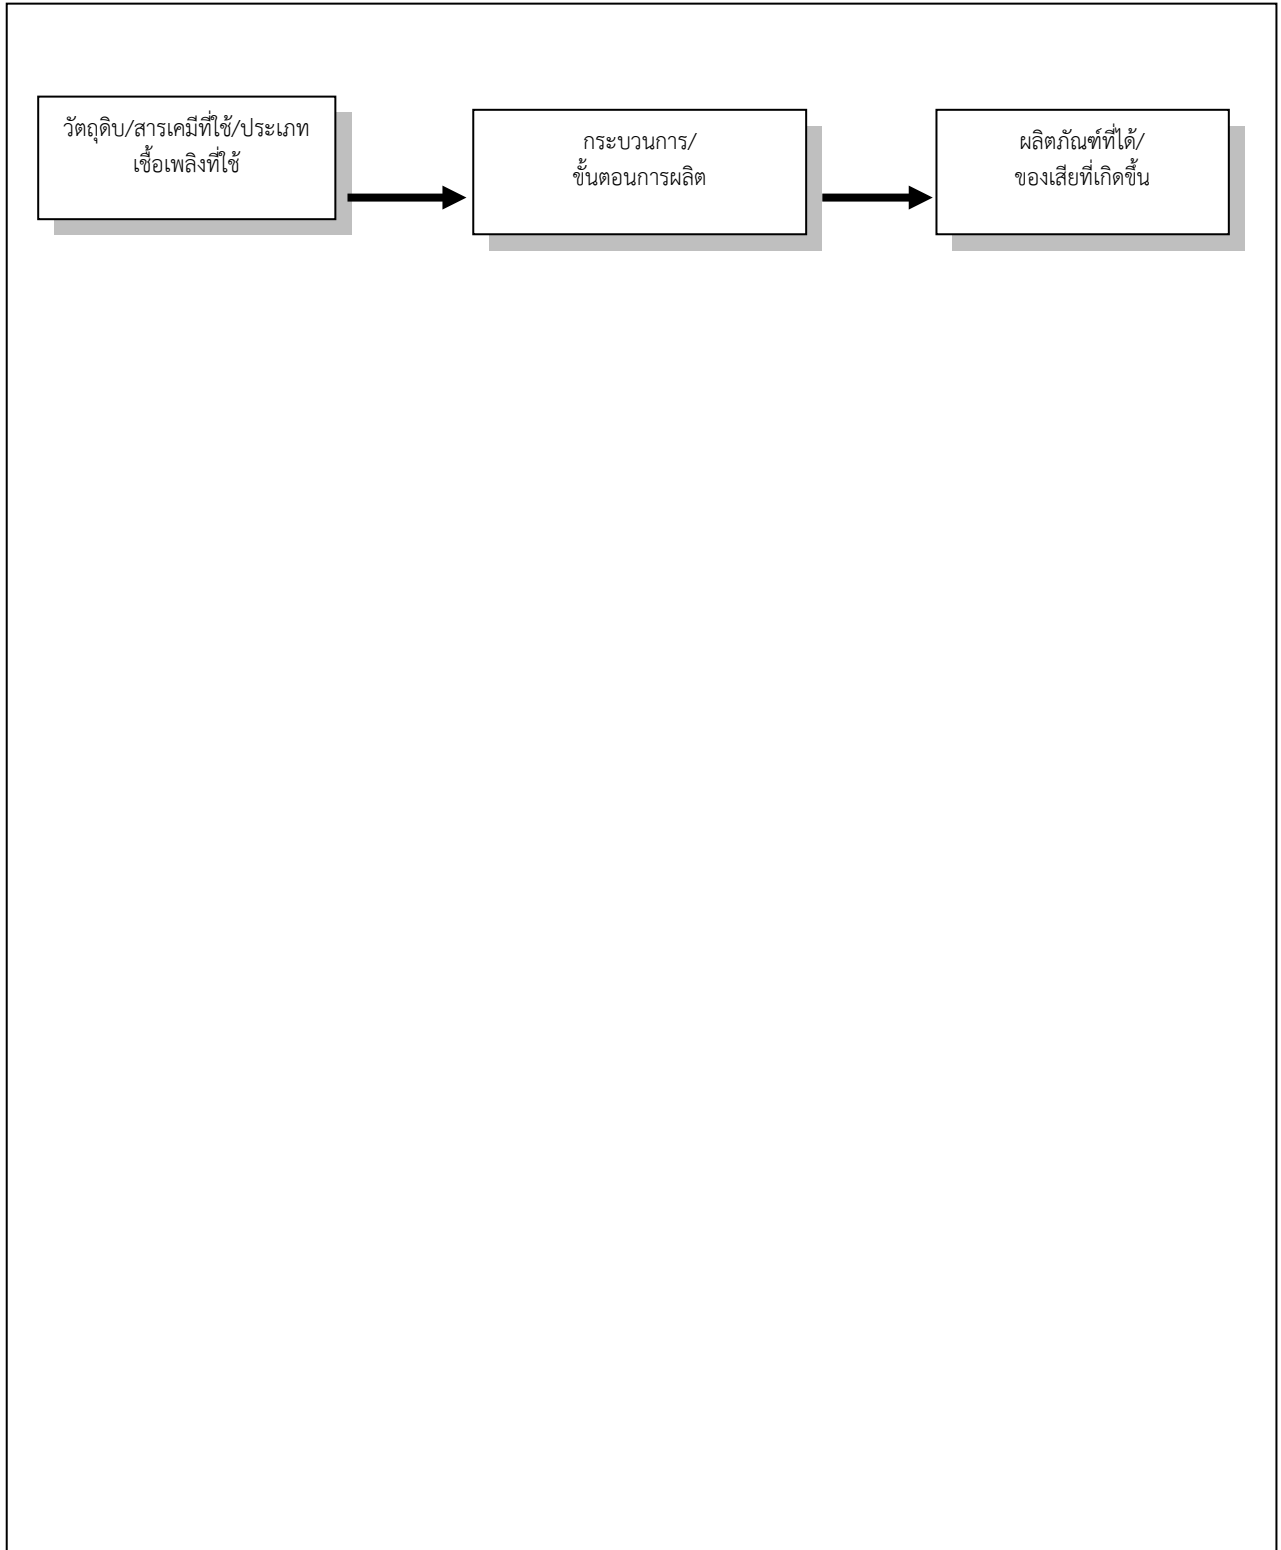 วัตถุดิบ/สารเคมีที่ใช้/ประเภท
เชื้อเพลิงที่ใช้
กระบวนการ/
ขั้นตอนการผลิต
ผลิตภัณฑ์ที่ได้/
ของเสียที่เกิดขึ้น